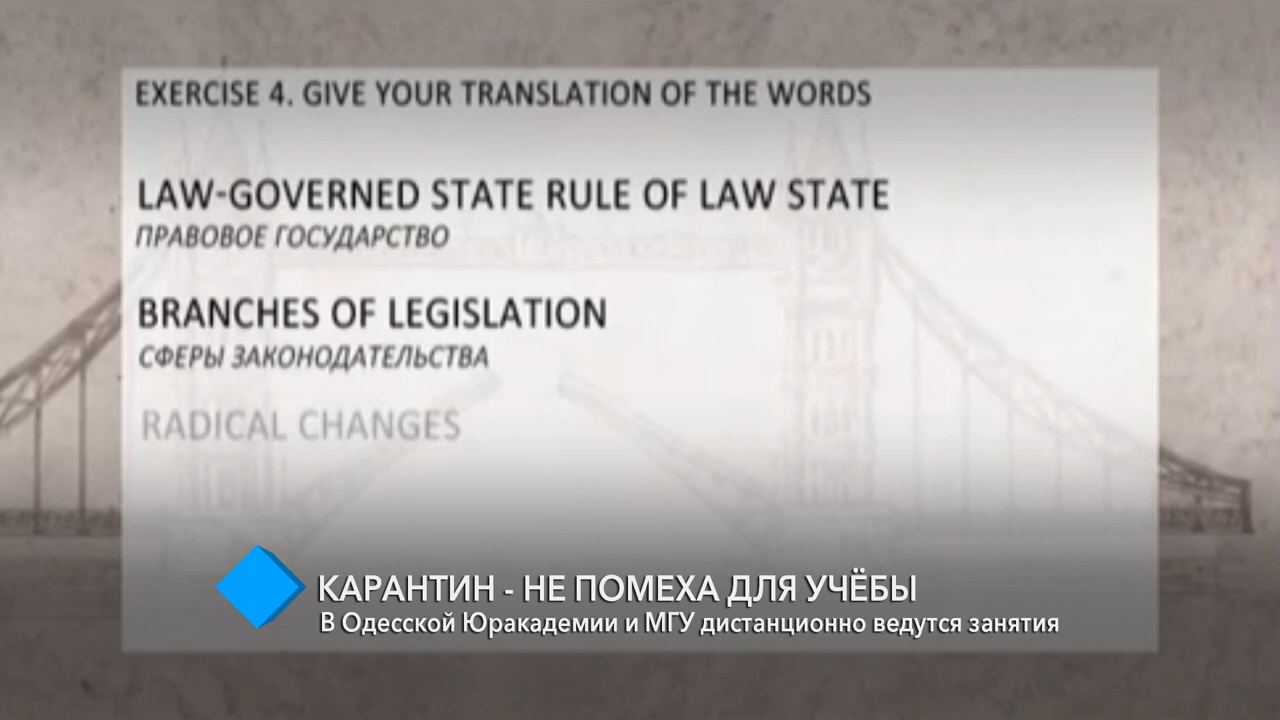 EXERCISE 4. GIVE YOUR TRANSLATION OF THE WORDS
LAW-GOVERNED STATE RULE OF LAW STATE
ПРАВОВОЕ ГОСУДАРСТВО
BRANCHES OF LEGISLATION
СФЕРЫ ЗАКОНОДАТЕЛЬСТВА
RADICAL CHANGES
КАРАНТИН - НЕ ПОМЕХА ДЛЯ УЧЁБЫ
В Одесской Юракадемии и МГУ дистанционно ведутся занятия